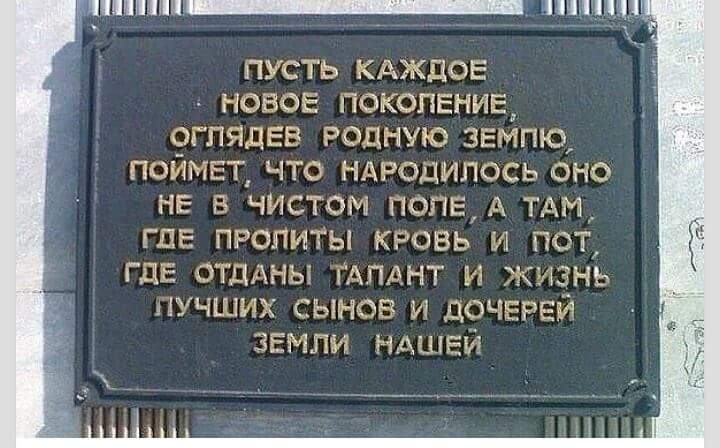 ПУСТЬ КАЖДОЕ
НОВОЕ ПОКОЛЕНИЕ,
ОГЛЯДЕВ РОДНУЮ ЗЕМЛЮ,
ПОЙМЕТ, ЧТО НАРОДИЛОСЬ ОНО
НЕ В ЧИСТОМ ПОЛЕ, А ТАМ,
ГДЕ ПРОЛИТЫ КРОВЬ И ПОТ,
ГДЕ ОТДАНЫ ТАЛАНТ И ЖИЗНЬ
ЛУЧШИХ СЫНОВ И ДОЧЕРЕЙ
ЗЕМЛИ НАШЕЙ